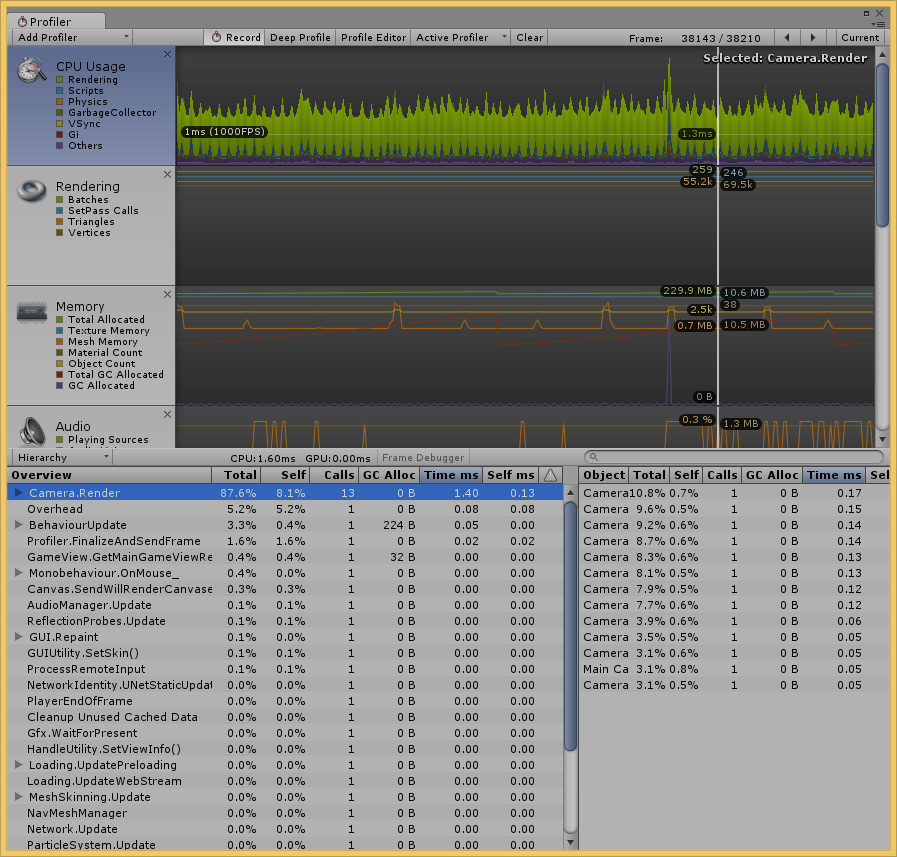 Profiler
Add Profiler Record Deep Profile Profile Editor Active Profiler Clear Frame: 38143 / 38210 Current
Selected: Camera.Render
CPU Usage
Rendering
Scripts
Physics
GarbageCollector
VSync
Gi
Others
1ms (1000FPS)
1.3ms
Rendering
Batches
SetPass Calls
Triangles
Vertices
259 246
55.2k 69.5k
Memory
Total Allocated
Texture Memory
Mesh Memory
Material Count
Object Count
Total GC Allocated
GC Allocated
229.9 MB 10.6 MB
2.5k 38
0.7 MB 10.5 MB
0 B
Audio
Playing Sources
0.3 % 1.3 MB
Hierarchy CPU:1.60ms GPU:0.00ms Frame Debugger
Overview Total Self Calls GC Alloc Time ms Self ms
Camera.Render 87.6% 8.1% 13 0 B 1.40 0.13
Overhead 5.2% 5.2% 1 0 B 0.08 0.08
BehaviourUpdate 3.3% 0.4% 1 224 B 0.05 0.00
Profiler.FinalizeAndSendFrame 1.6% 1.6% 1 0 B 0.02 0.02
GameView.GetMainGameViewRe 0.4% 0.4% 1 32 B 0.00 0.00
Monobehaviour.OnMouse_ 0.4% 0.0% 1 0 B 0.00 0.00
Canvas.SendWillRenderCanvase 0.3% 0.3% 1 0 B 0.00 0.00
AudioManager.Update 0.1% 0.1% 1 0 B 0.00 0.00
ReflectionProbes.Update 0.1% 0.1% 1 0 B 0.00 0.00
GUI.Repaint 0.1% 0.0% 1 0 B 0.00 0.00
GUIUtility.SetSkin() 0.1% 0.1% 1 0 B 0.00 0.00
ProcessRemoteInput 0.1% 0.1% 1 0 B 0.00 0.00
NetworkIdentity.UNetStaticUpdat 0.0% 0.0% 1 0 B 0.00 0.00
PlayerEndOfFrame 0.0% 0.0% 1 0 B 0.00 0.00
Cleanup Unused Cached Data 0.0% 0.0% 1 0 B 0.00 0.00
Gfx.WaitForPresent 0.0% 0.0% 1 0 B 0.00 0.00
HandleUtility.SetViewInfo() 0.0% 0.0% 1 0 B 0.00 0.00
Loading.UpdatePreloading 0.0% 0.0% 1 0 B 0.00 0.00
Loading.UpdateWebStream 0.0% 0.0% 1 0 B 0.00 0.00
MeshSkinning.Update 0.0% 0.0% 1 0 B 0.00 0.00
NavMeshManager 0.0% 0.0% 1 0 B 0.00 0.00
Network.Update 0.0% 0.0% 1 0 B 0.00 0.00
ParticleSystem.Update 0.0% 0.0% 1 0 B 0.00 0.00
Object Total Self Calls GC Alloc Time ms Sel
Camera 10.8% 0.7% 1 0 B 0.17
Camera 9.6% 0.5% 1 0 B 0.15
Camera 9.2% 0.6% 1 0 B 0.14
Camera 8.7% 0.6% 1 0 B 0.14
Camera 8.3% 0.6% 1 0 B 0.13
Camera 8.1% 0.5% 1 0 B 0.13
Camera 7.9% 0.5% 1 0 B 0.12
Camera 7.7% 0.6% 1 0 B 0.12
Camera 3.9% 0.6% 1 0 B 0.06
Camera 3.5% 0.5% 1 0 B 0.05
Camera 3.1% 0.6% 1 0 B 0.05
Main Ca 3.1% 0.8% 1 0 B 0.05
Camera 3.1% 0.5% 1 0 B 0.05